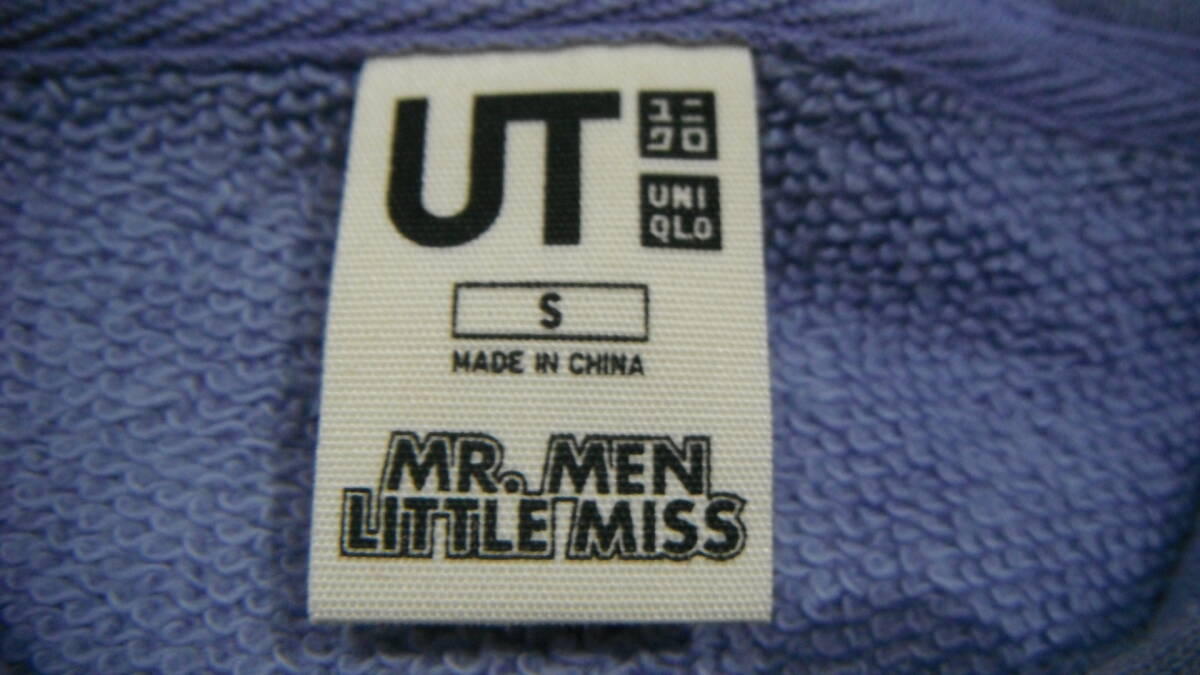 UT
ユニ
クロ
UNI
QLO
S
MADE IN CHINA
MR. MEN
LITTLE MISS